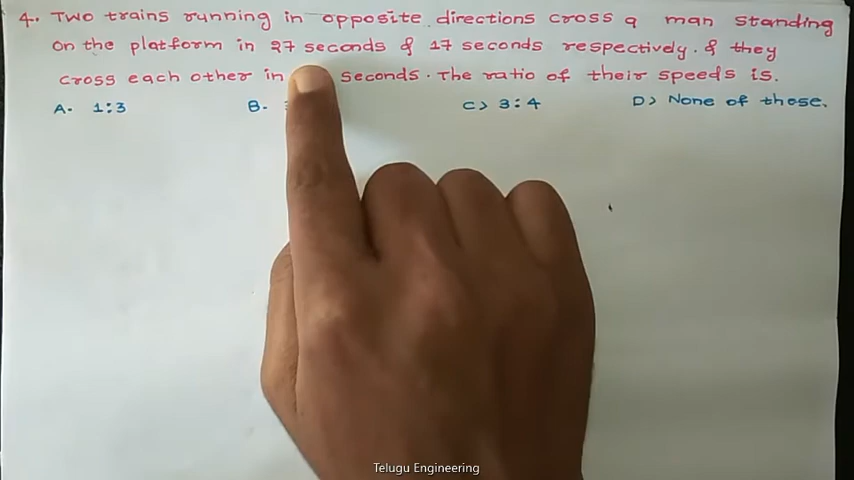 4. Two trains running in opposite directions cross a man standing
on the platform in 27 seconds & 17 seconds respectively. & they
cross each other in seconds. The ratio of their speeds is.
A. 1:3 B. C> 3:4 D> None of these.
Telugu Engineering